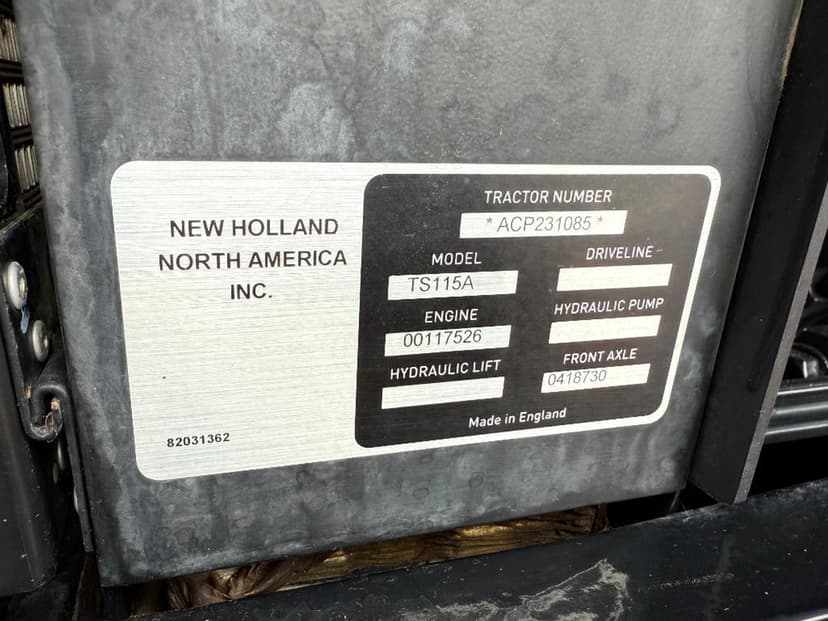 NEW HOLLAND
NORTH AMERICA
INC.
82031362
TRACTOR NUMBER
*ACP231085*
MODEL
TS115A
DRIVELINE
ENGINE
00117526
HYDRAULIC PUMP
HYDRAULIC LIFT
FRONT AXLE
0418730
Made in England